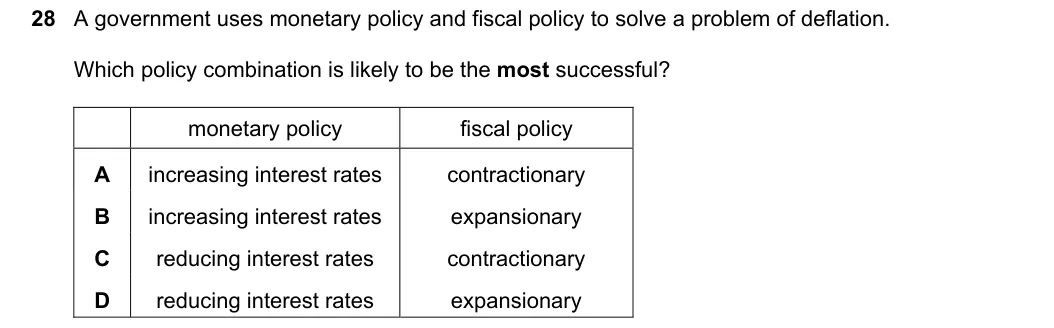 28 A government uses monetary policy and fiscal policy to solve a problem of deflation.
Which policy combination is likely to be the most successful?
monetary policy fiscal policy
A increasing interest rates contractionary
B increasing interest rates expansionary
C reducing interest rates contractionary
D reducing interest rates expansionary